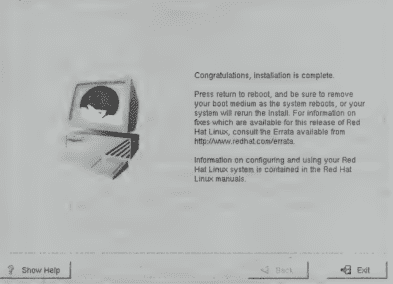 Congratulations, installation is complete.
Press return to reboot, and be sure to remove
your boot medium as the system reboots, or your
system will rerun the install. For information on
fixes which are available for this release of Red
Hat Linux, consult the Errata available from
http://www.redhat.com/errata.
Information on configuring and using your Red
Hat Linux system is contained in the Red Hat
Linux manuals.
Show Help
Back
Exit